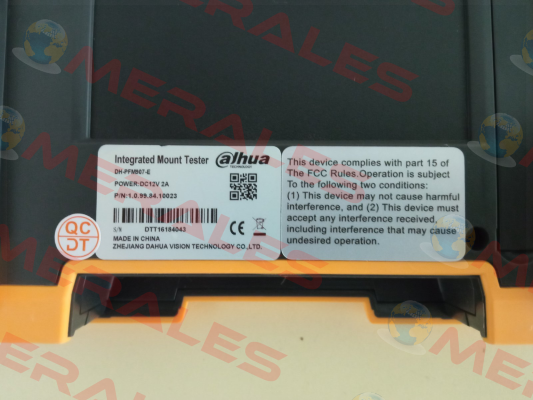 Integrated Mount Tester
alhua
TECHNOLOGY
DH-PFM907-E
POWER:DC12V 2A
P/N:1.0.99.84.10023
S/N
DTT16184043
CE
MADE IN CHINA
ZHEJIANG DAHUA VISION TECHNOLOGY CO.,LTD.
QC
DT
This device complies with part 15 of
The FCC Rules.Operation is subject
To the following two conditions:
(1) This device may not cause harmful
interference, and (2) This device must
accept any interference received,
including interference that may cause
undesired operation.
MERALES
MERALES
MERALES